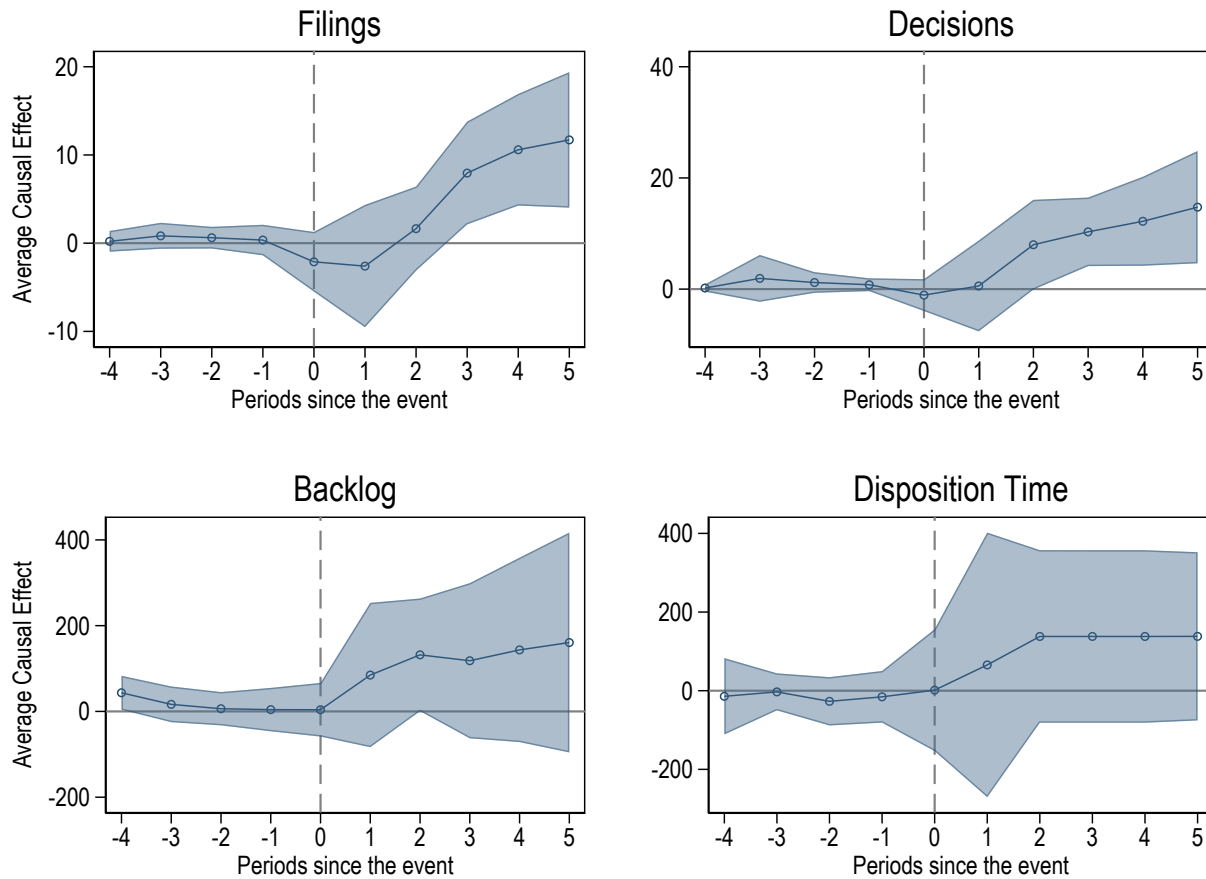 Filings
Average Causal Effect
20
10
0
-10
-4 -3 -2 -1 0 1 2 3 4 5
Periods since the event
Decisions
40
20
0
-4 -3 -2 -1 0 1 2 3 4 5
Periods since the event
Backlog
Average Causal Effect
400
200
0
-200
-4 -3 -2 -1 0 1 2 3 4 5
Periods since the event
Disposition Time
400
200
0
-200
-4 -3 -2 -1 0 1 2 3 4 5
Periods since the event